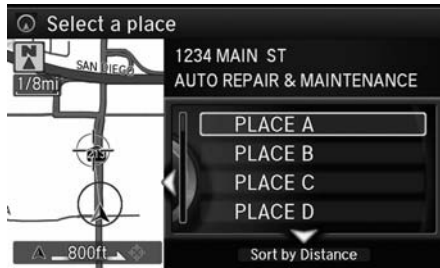 Select a place
N
SAN DIEGO
1/8mi
1234 MAIN ST
AUTO REPAIR & MAINTENANCE
PLACE A
PLACE B
PLACE C
PLACE D
800ft
Sort by Distance